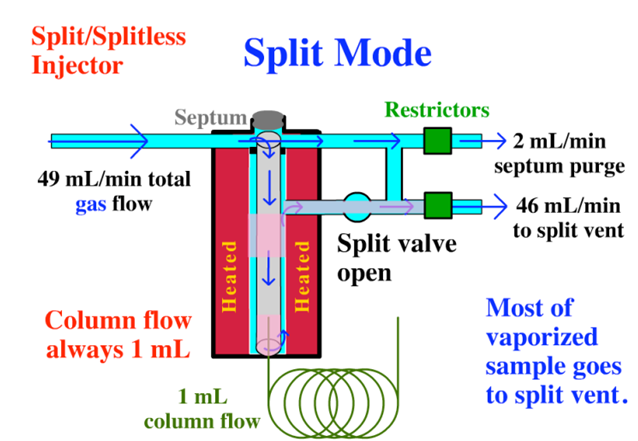 Split/Splitless
Injector
Split Mode
Septum
Restrictors
49 mL/min total
gas flow
2 mL/min
septum purge
46 mL/min
to split vent
Split valve
open
Heated
Heated
Column flow
always 1 mL
Most of
vaporized
sample goes
to split vent.
1 mL
column flow